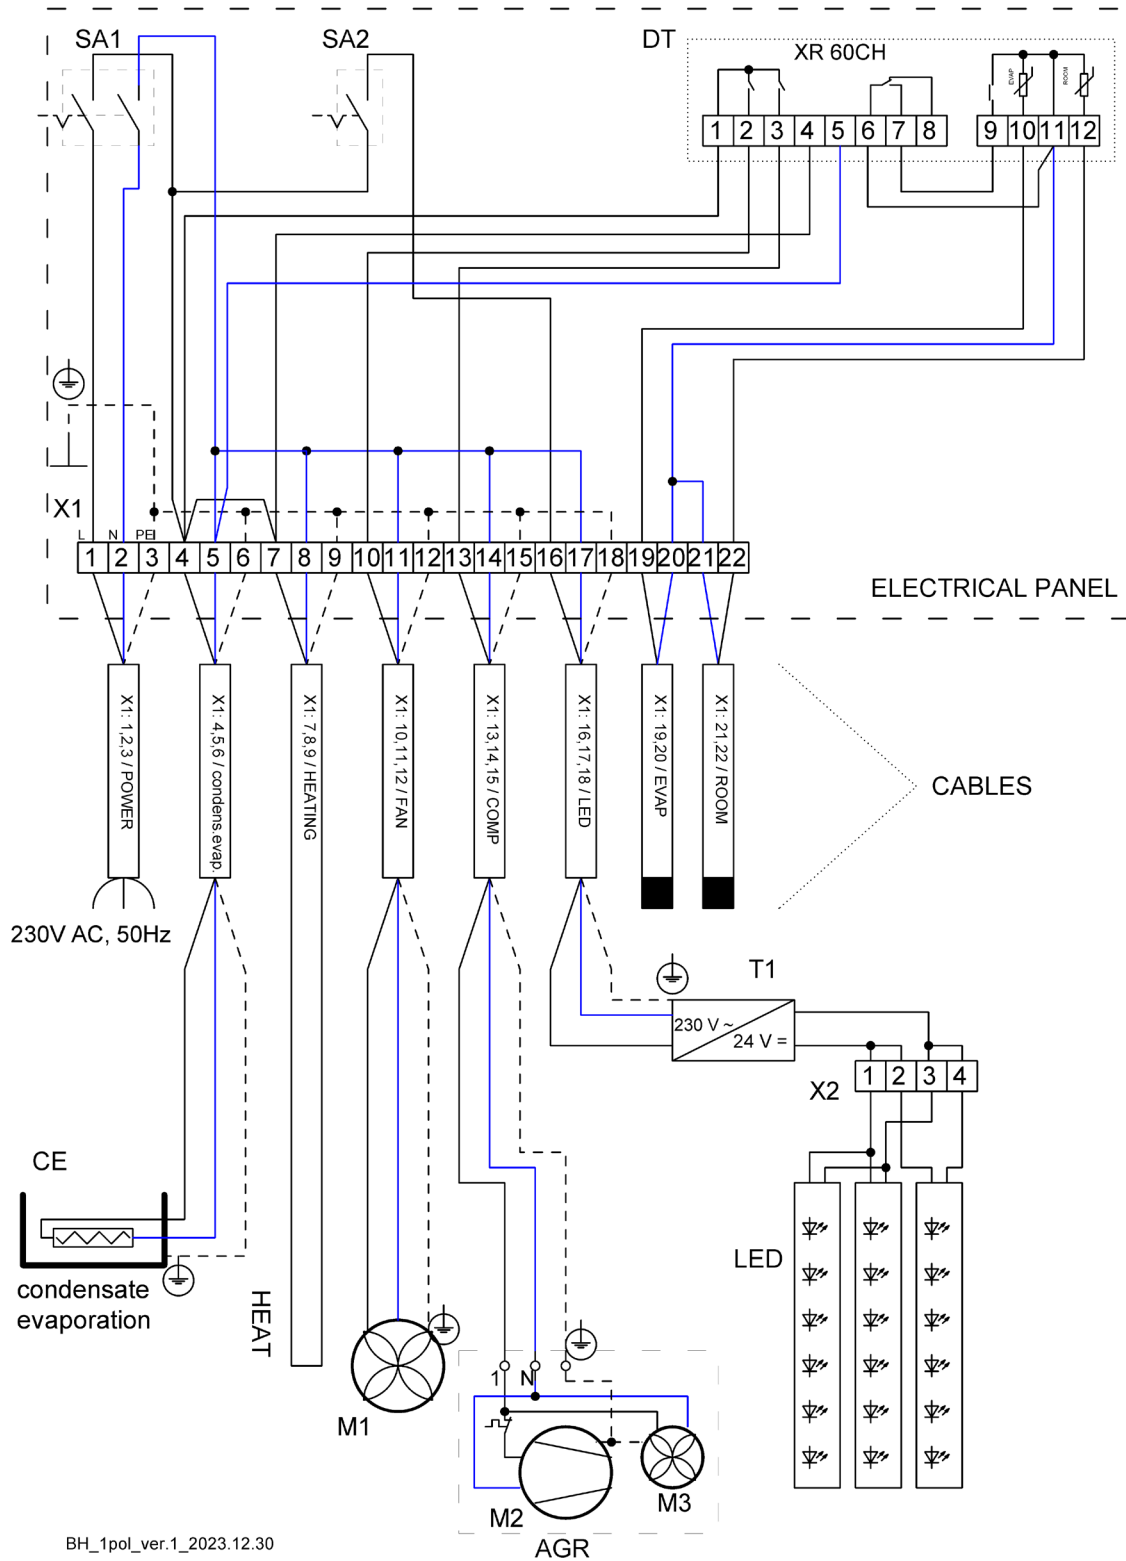 SA1
SA2
DT
XR 60CH
EVAP
ROOM
1 2 3 4 5 6 7 8
9 10 11 12
X1
L N PE
1 2 3 4 5 6 7 8 9 10 11 12 13 14 15 16 17 18 19 20 21 22
ELECTRICAL PANEL
X1: 1,2,3 / POWER
X1: 4,5,6 / condens.evap.
X1: 7,8,9 / HEATING
X1: 10,11,12 / FAN
X1: 13,14,15 / COMP
X1: 16,17,18 / LED
X1: 19,20 / EVAP
X1: 21,22 / ROOM
CABLES
230V AC, 50Hz
T1
230 V ~
24 V =
X2
1 2 3 4
CE
condensate
evaporation
HEAT
LED
M1
1 N
M2
M3
AGR
BH_1pol_ver.1_2023.12.30